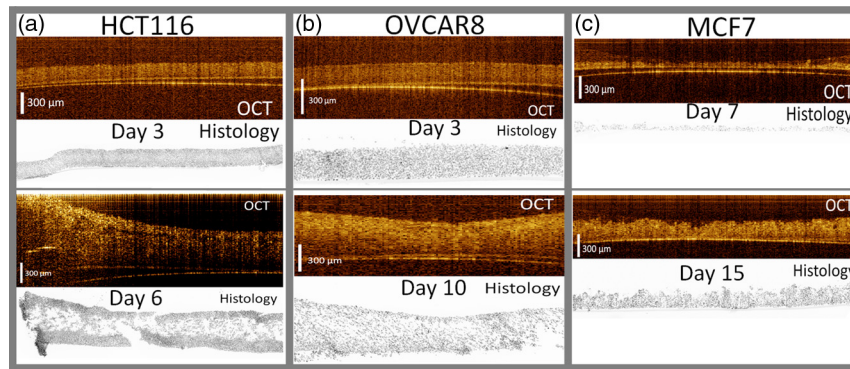 (a) HCT116
OCT
300 µm
Day 3
Histology
OCT
300 µm
Day 6
Histology
(b) OVCAR8
300 µm
OCT
Day 3
Histology
OCT
300 µm
Day 10
Histology
(c) MCF7
300 µm
OCT
Day 7
Histology
OCT
300 µm
Day 15
Histology